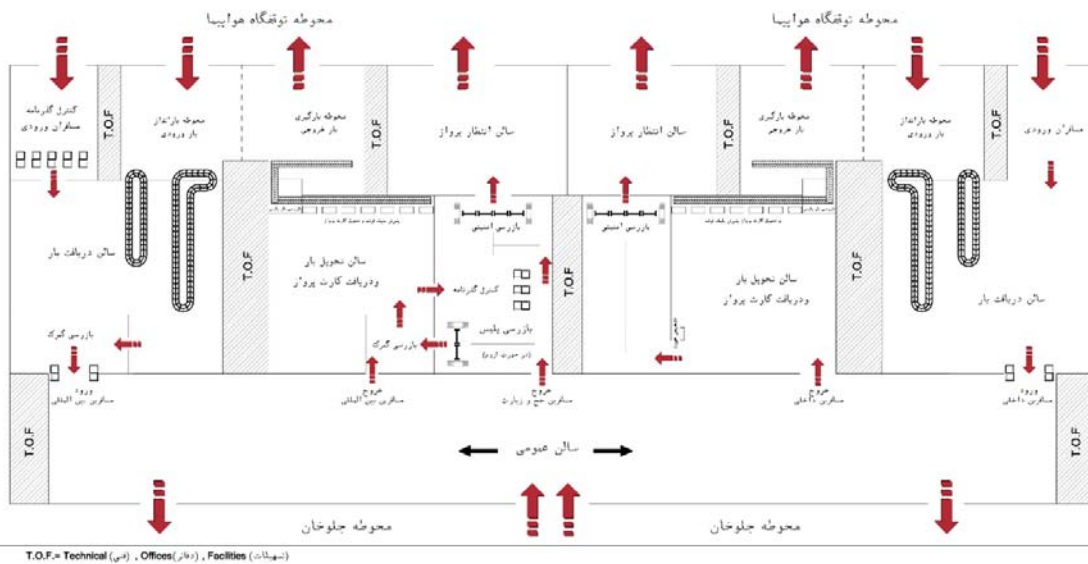 محوطه توقفگاه هواپیما
محوطه توقفگاه هواپیما
کنترل گذرنامه
مسافران ورودی
T.O.F
محوطه بارانداز
بار ورودی
محوطه بارگیری
بار خروجی
T.O.F
سالن انتظار پرواز
سالن انتظار پرواز
T.O.F
محوطه بارگیری
بار خروجی
محوطه بارانداز
بار ورودی
T.O.F
مسافران ورودی
سالن دریافت بار
T.O.F
سالن تحویل بار
ودریافت کارت پرواز
بازرسی امنیتی
کنترل گذرنامه
بازرسی پلیس
(در صورت لزوم)
بازرسی گمرک
T.O.F
بازرسی امنیتی
سالن تحویل بار
ودریافت کارت پرواز
T.O.F
سالن دریافت بار
بازرسی گمرک
ورود
مسافرین بین المللی
خروج
مسافرین بین المللی
خروج
مسافرین حج و زیارت
خروج
مسافرین داخلی
ورود
مسافرین داخلی
T.O.F
سالن عمومی
T.O.F
محوطه جلوخان
محوطه جلوخان
T.O.F.= Technical (فنی) , Offices (دفاتر) , Facilities (تسهیلات)